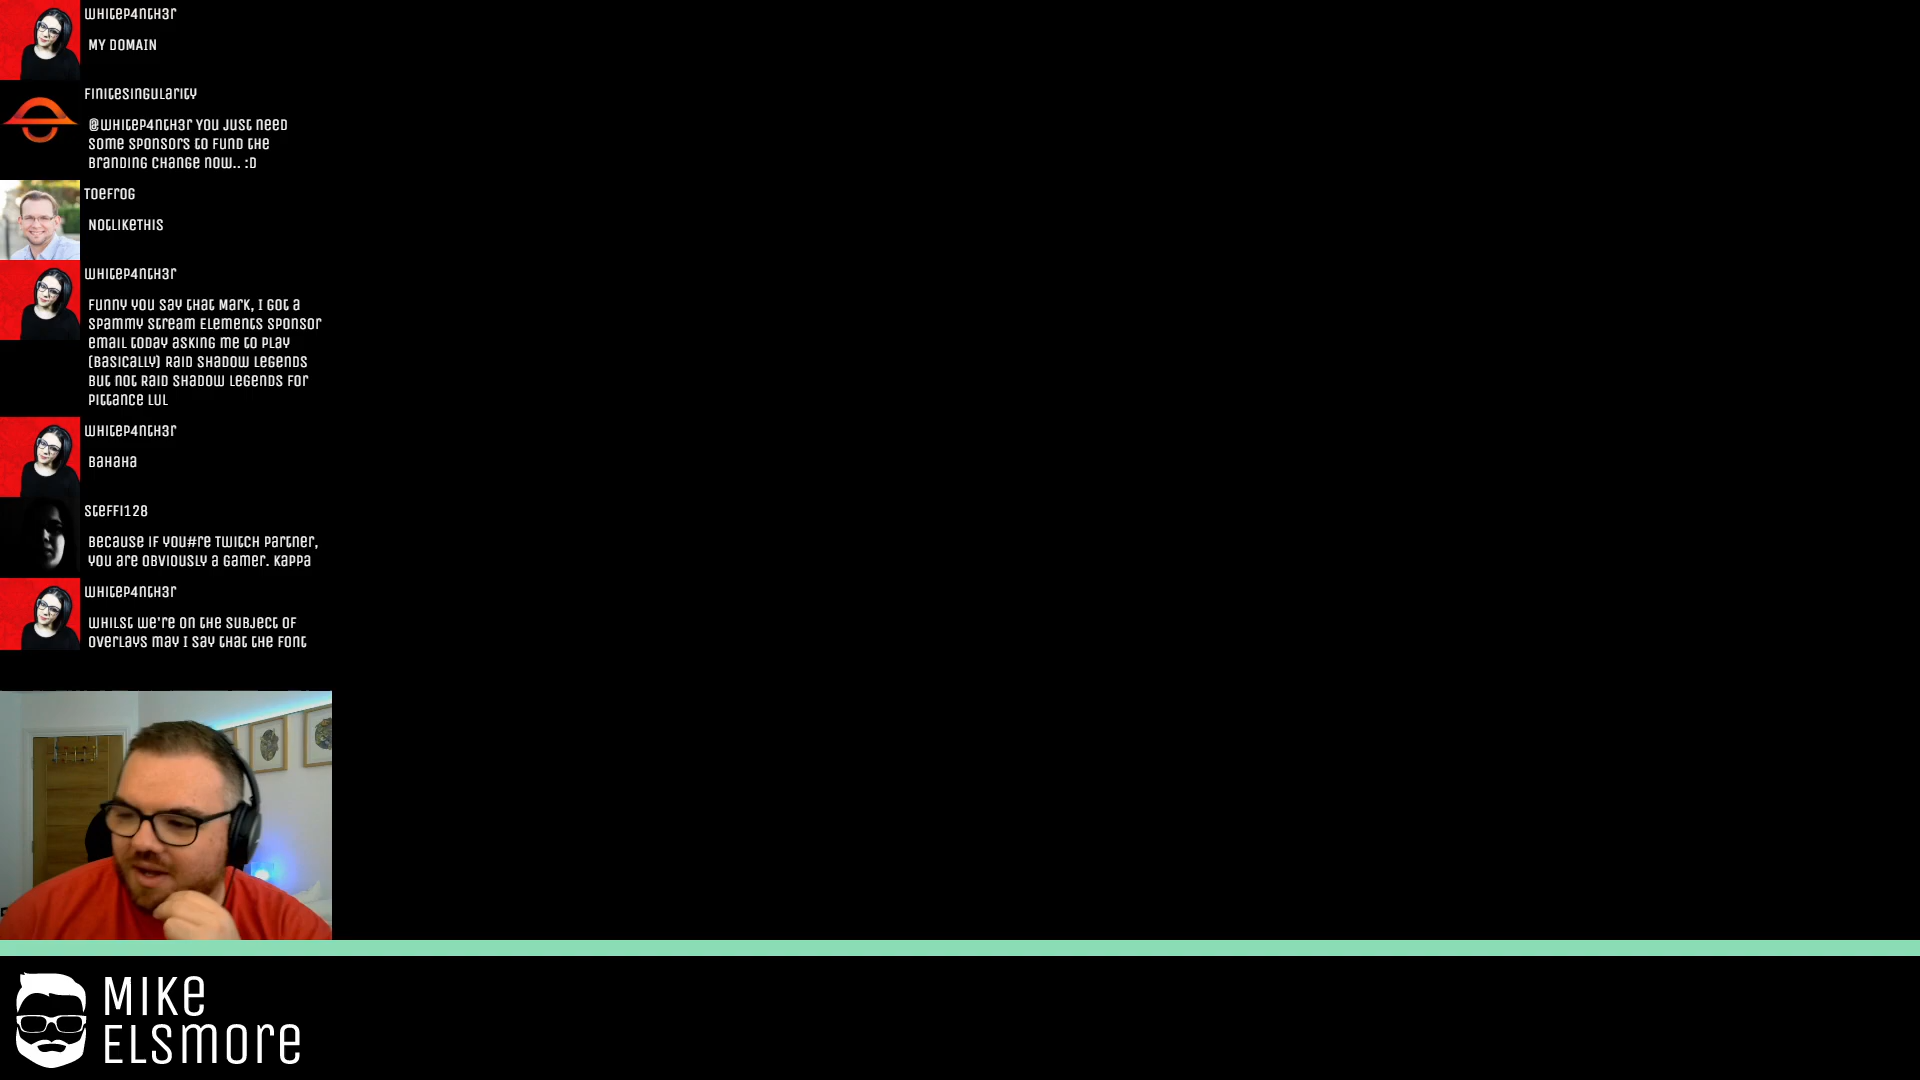 whitep4nth3r
MY DOMAIN
finitesingularity
@whitep4nth3r you just need
some sponsors to fund the
branding change now.. :D
toefrog
NotLikeThis
whitep4nth3r
Funny you say that Mark, I got a
spammy Stream Elements sponsor
email today asking me to play
(basically) Raid Shadow Legends
but not Raid Shadow Legends for
pittance LUL
whitep4nth3r
bahaha
steffi128
Because if you#re Twitch Partner,
you are obviously a Gamer. Kappa
whitep4nth3r
whilst we're on the subject of
overlays may I say that the font
Mike
Elsmore